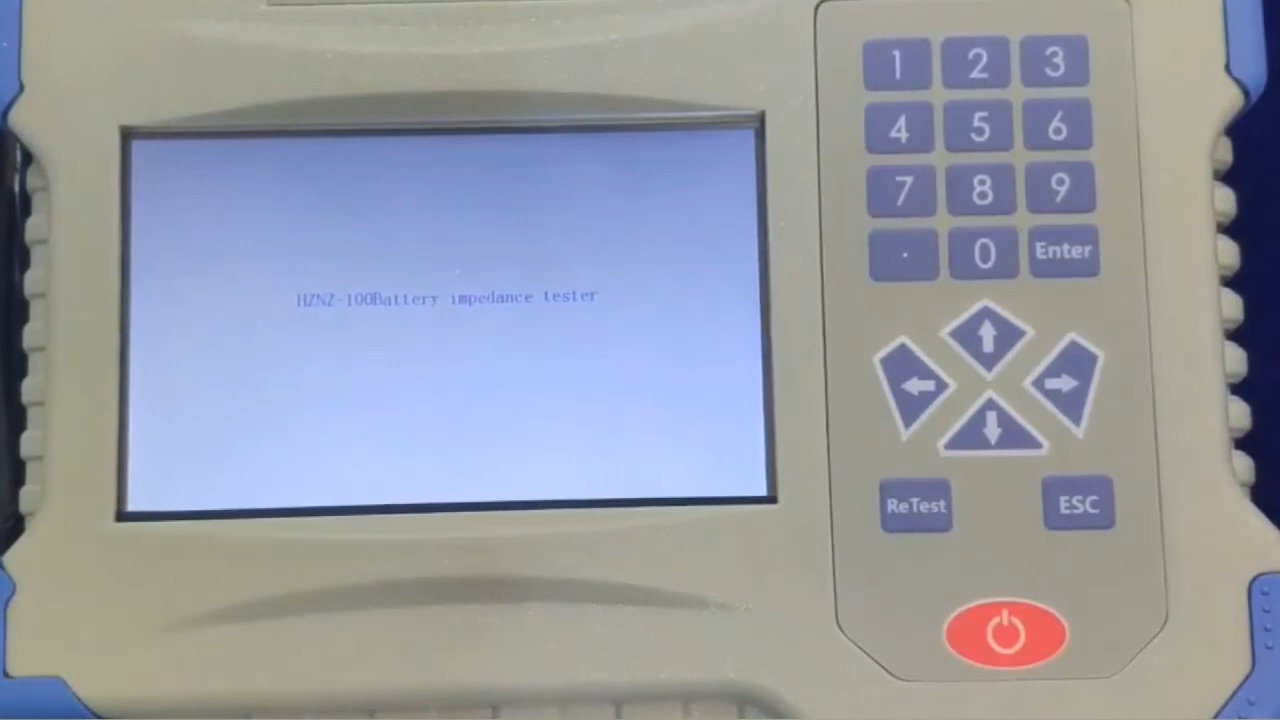 HZNZ-100Battery impedance tester
1 2 3
4 5 6
7 8 9
. 0 Enter
ReTest ESC